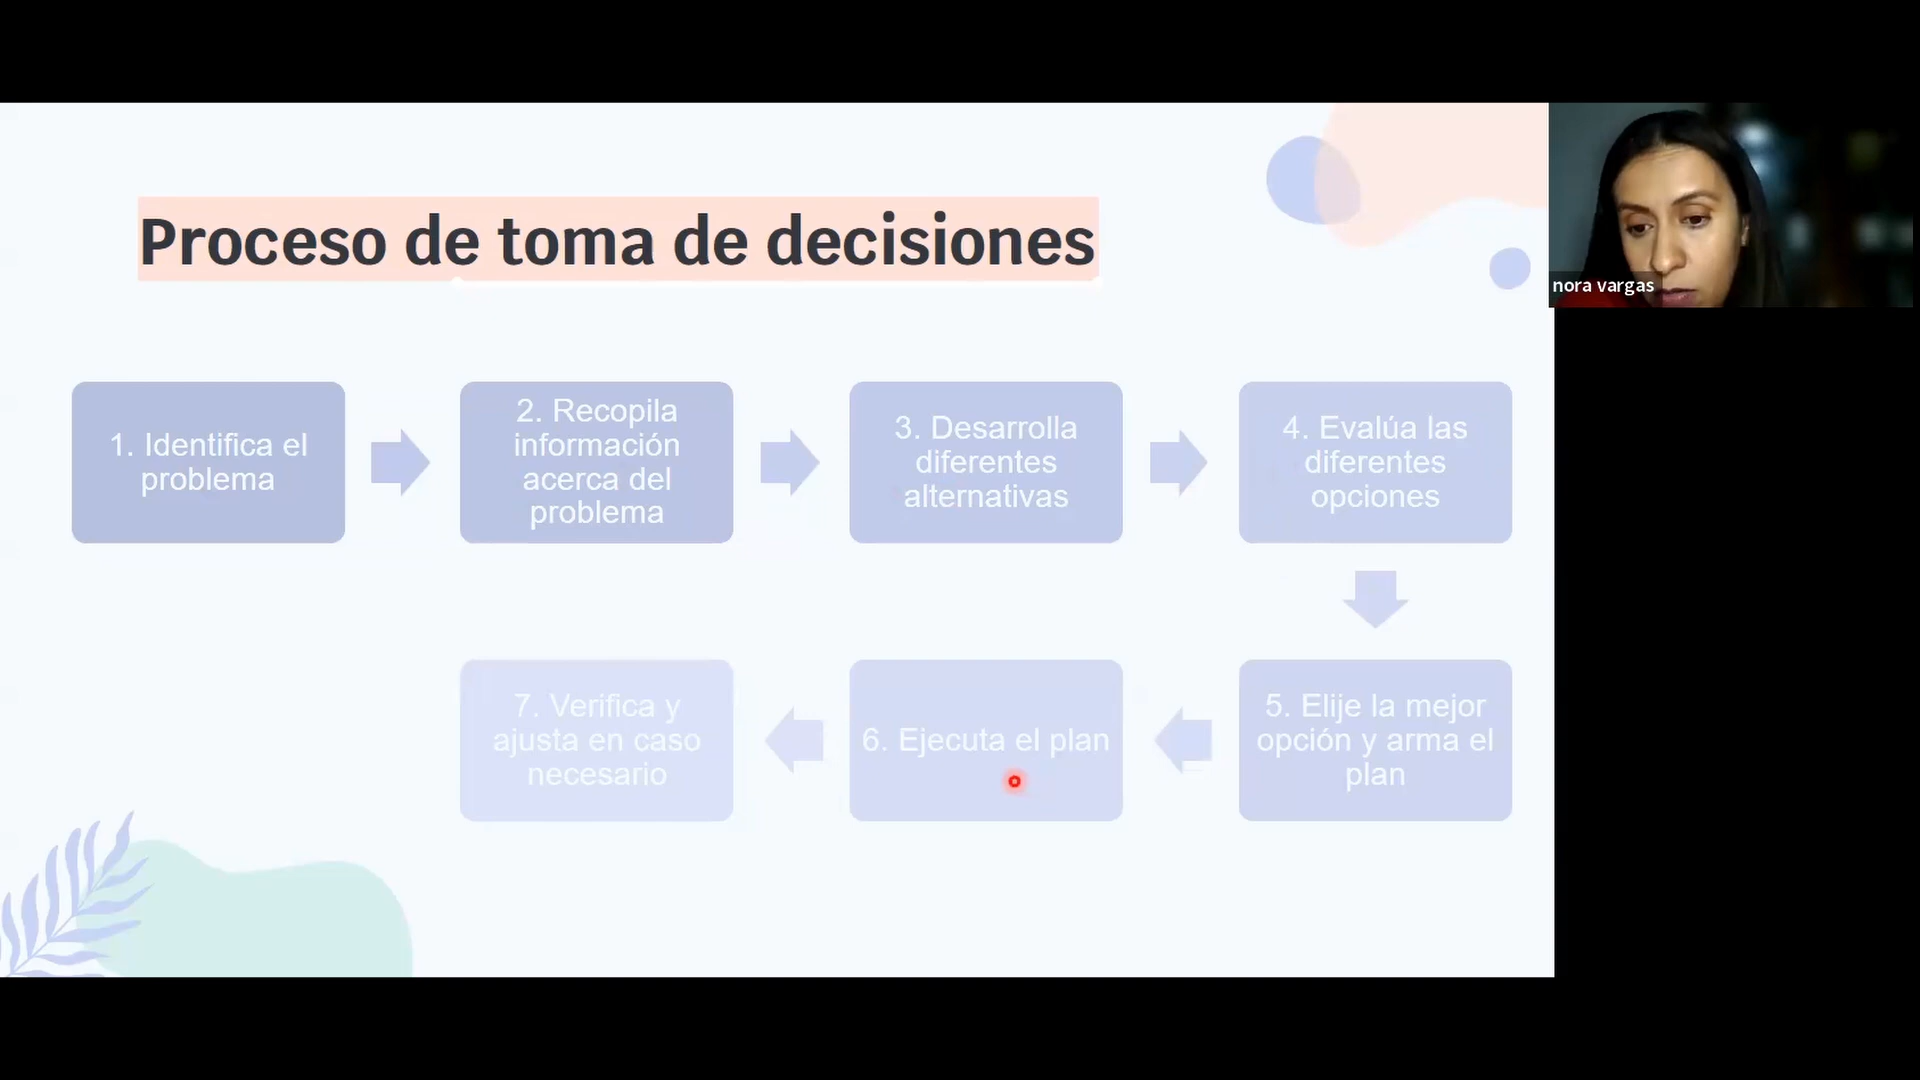 Proceso de toma de decisiones
nora vargas
1. Identifica el
problema
2. Recopila
información
acerca del
problema
3. Desarrolla
diferentes
alternativas
4. Evalúa las
diferentes
opciones
5. Elije la mejor
opción y arma el
plan
6. Ejecuta el plan
7. Verifica y
ajusta en caso
necesario